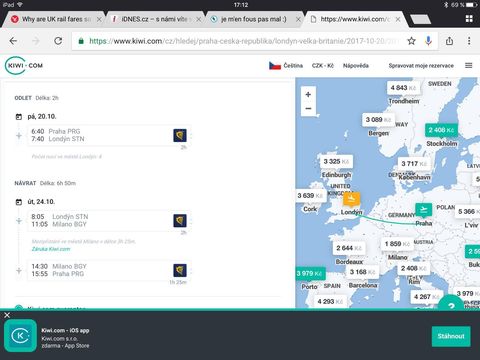 iPad
17:12
69 %
Why are UK rail fares so
iDNES.cz – s námi víte v
je m'en fous pas mal :)
https://www.kiwi.com/cz
https://www.kiwi.com/cz/hledej/praha-ceska-republika/londyn-velka-britanie/2017-10-20/20
KIWI.COM
Čeština
CZK - Kč
Nápověda
Spravovat moje rezervace
ODLET Délka: 2h
pá, 20.10.
6:40 Praha PRG
7:40 Londýn STN
2h
Počet nocí ve městě Londýn: 4
NÁVRAT Délka: 6h 50m
út, 24.10.
8:05 Londýn STN
11:05 Milano BGY
2h
Mezipřistání ve městě Milano v délce 3h 25m.
Záruka Kiwi.com
14:30 Milano BGY
15:55 Praha PRG
1h 25m
+
−
4 843 Kč
Trondheim
3 089 Kč
Bergen
2 408 Kč
Stockholm
3 325 Kč
Edinburgh
3 717 Kč
København
UNITED
KINGDOM
3 639 Kč
Cork
Londýn
GERMANY
Praha
5 366 Kč
L'viv
2 644 Kč
Bordeaux
1 859 Kč
Milano
3 979 Kč
Porto
3 168 Kč
Barcelona
2 408 Kč
Rim
4 293 Kč
4 267 Kč
?
Kiwi.com - iOS app
Kiwi.com s.r.o.
zdarma - App Store
Stáhnout